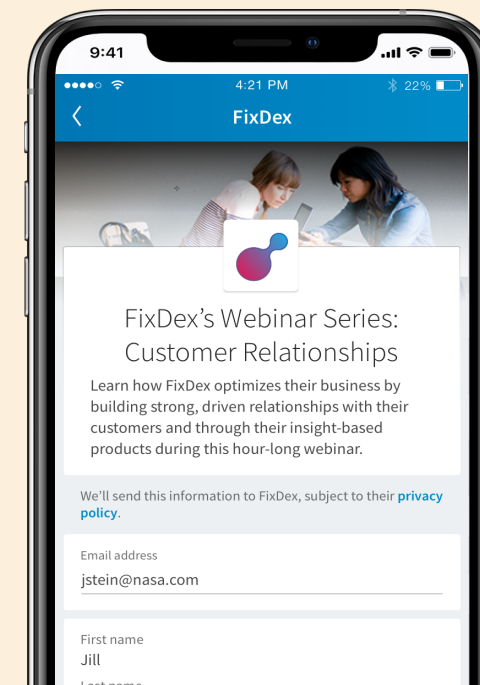 9:41
4:21 PM
22%
FixDex
FixDex's Webinar Series:
Customer Relationships
Learn how FixDex optimizes their business by
building strong, driven relationships with their
customers and through their insight-based
products during this hour-long webinar.
We'll send this information to FixDex, subject to their privacy
policy.
Email address
jstein@nasa.com
First name
Jill
Last name